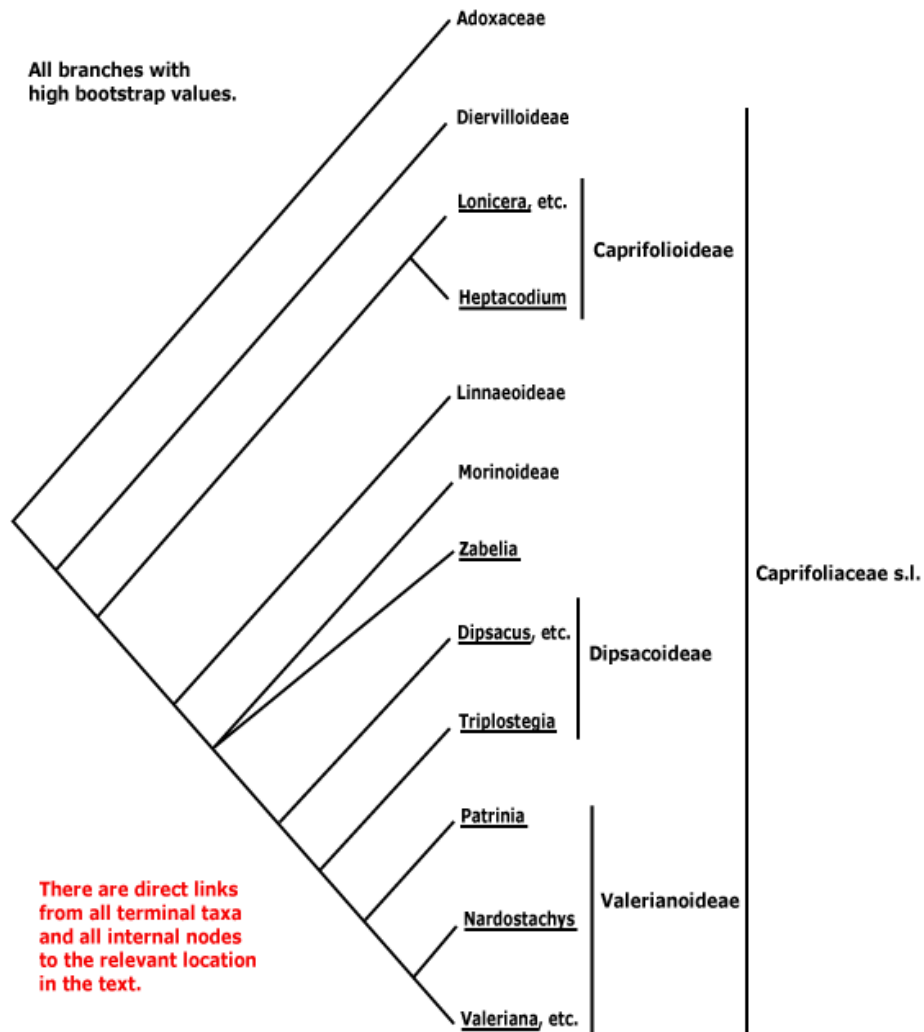 Adoxaceae
All branches with
high bootstrap values.
Diervilloideae
Lonicera, etc.
Caprifolioideae
Heptacodium
Linnaeoideae
Morinoideae
Zabelia
Caprifoliaceae s.l.
Dipsacus, etc.
Dipsacoideae
Triplostegia
Patrinia
There are direct links
from all terminal taxa
and all internal nodes
to the relevant location
in the text.
Valerianoideae
Nardostachys
Valeriana, etc.